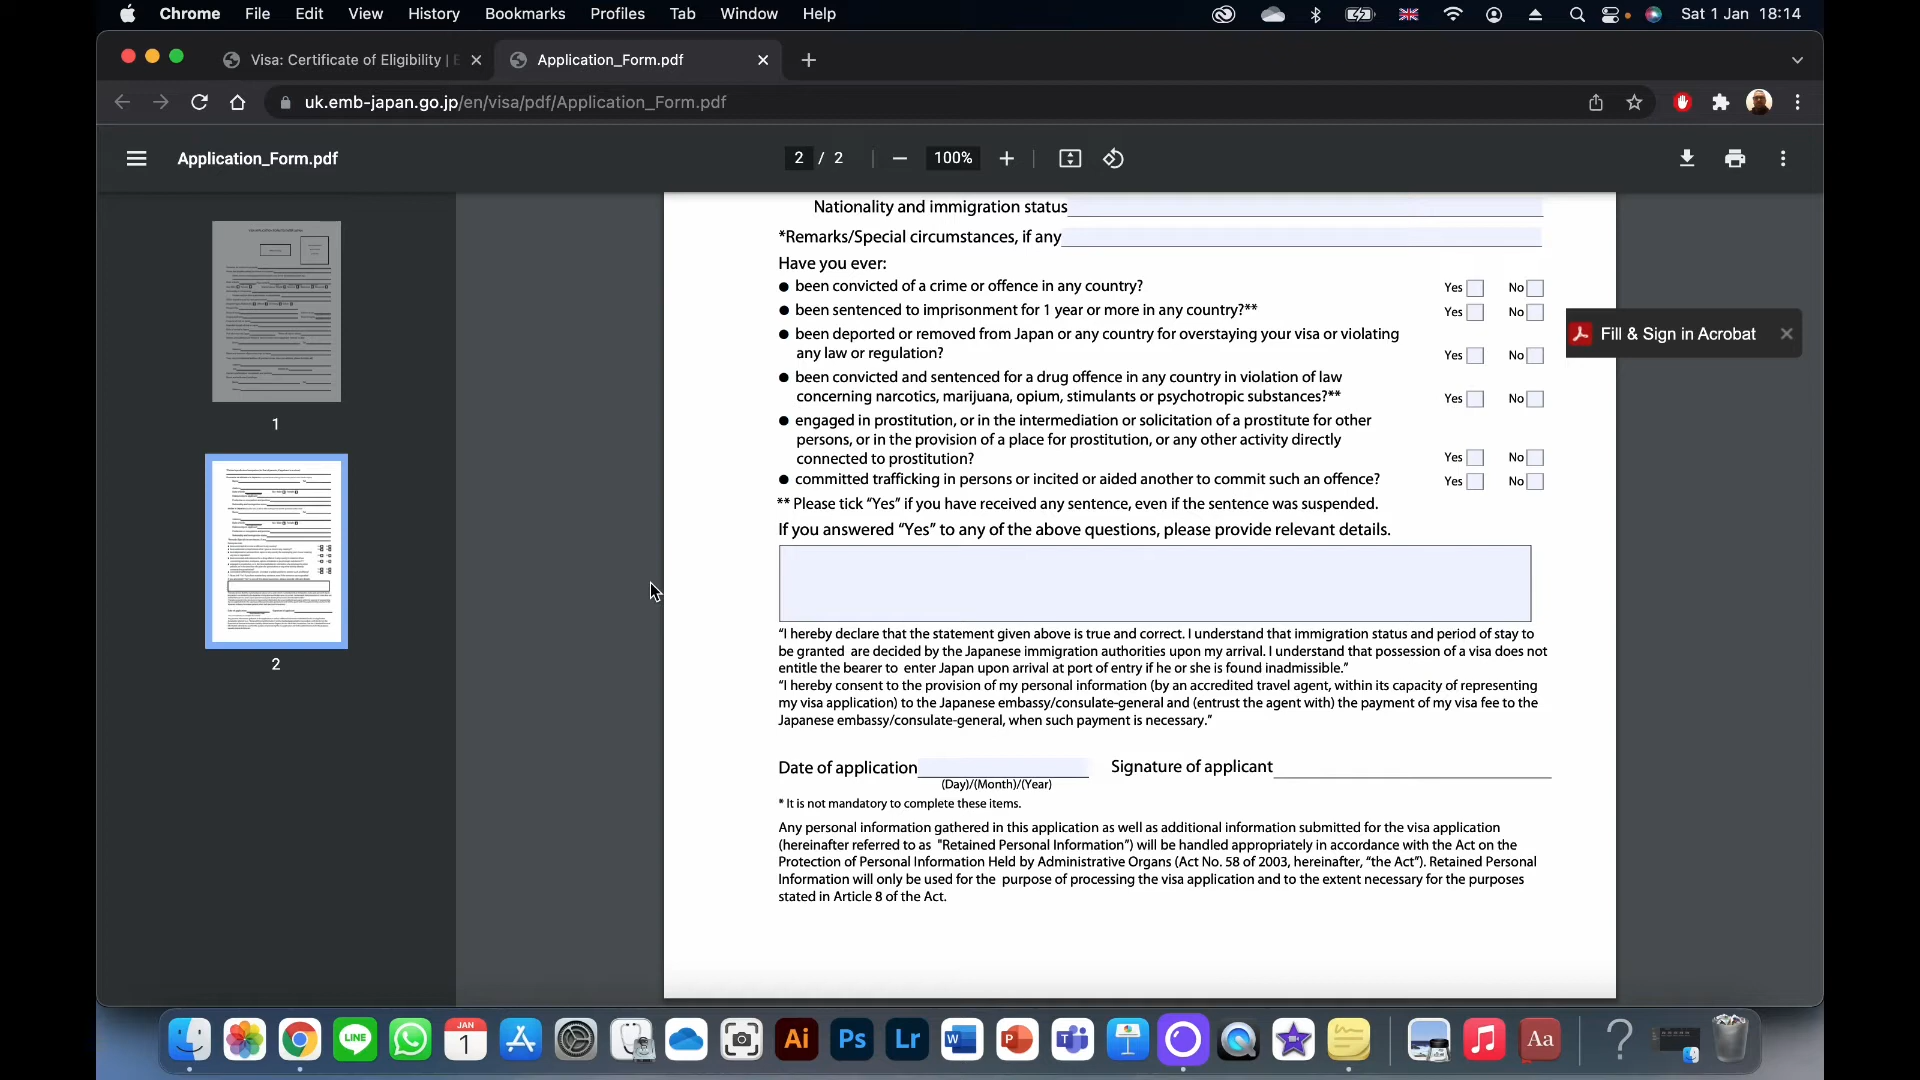 Chrome File Edit View History Bookmarks Profiles Tab Window Help Sat 1 Jan 18:14
Visa: Certificate of Eligibility | Application_Form.pdf
uk.emb-japan.go.jp/en/visa/pdf/Application_Form.pdf
Application_Form.pdf 2 / 2 100%
1
2
Nationality and immigration status
*Remarks/Special circumstances, if any
Have you ever:
● been convicted of a crime or offence in any country? Yes No
● been sentenced to imprisonment for 1 year or more in any country?** Yes No
● been deported or removed from Japan or any country for overstaying your visa or violating
any law or regulation? Yes No
● been convicted and sentenced for a drug offence in any country in violation of law
concerning narcotics, marijuana, opium, stimulants or psychotropic substances?** Yes No
● engaged in prostitution, or in the intermediation or solicitation of a prostitute for other
persons, or in the provision of a place for prostitution, or any other activity directly
connected to prostitution? Yes No
● committed trafficking in persons or incited or aided another to commit such an offence? Yes No
** Please tick “Yes” if you have received any sentence, even if the sentence was suspended.
If you answered “Yes” to any of the above questions, please provide relevant details.
“I hereby declare that the statement given above is true and correct. I understand that immigration status and period of stay to
be granted are decided by the Japanese immigration authorities upon my arrival. I understand that possession of a visa does not
entitle the bearer to enter Japan upon arrival at port of entry if he or she is found inadmissible.”
“I hereby consent to the provision of my personal information (by an accredited travel agent, within its capacity of representing
my visa application) to the Japanese embassy/consulate-general and (entrust the agent with) the payment of my visa fee to the
Japanese embassy/consulate-general, when such payment is necessary.”
Date of application Signature of applicant
(Day)/(Month)/(Year)
* It is not mandatory to complete these items.
Any personal information gathered in this application as well as additional information submitted for the visa application
(hereinafter referred to as "Retained Personal Information”) will be handled appropriately in accordance with the Act on the
Protection of Personal Information Held by Administrative Organs (Act No. 58 of 2003, hereinafter, “the Act”). Retained Personal
Information will only be used for the purpose of processing the visa application and to the extent necessary for the purposes
stated in Article 8 of the Act.
Fill & Sign in Acrobat
LINE
JAN
1
Ai Ps Lr W P T Aa